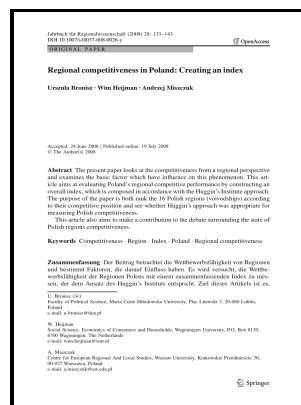 Jahrbuch für Regionalwissenschaft (2008) 28: 133–143
DOI 10.1007/s10037-008-0026-y
OpenAccess
ORIGINAL PAPER
Regional competitiveness in Poland: Creating an index
Urszula Bronisz · Wim Heijman · Andrzej Miszczuk
Accepted: 24 June 2008 / Published online: 19 July 2008
© The Author(s) 2008
Abstract The present paper looks at the competitiveness from a regional perspective
and examines the basic factor which have influence on this phenomenon. This art-
icle aims at evaluating Poland's regional competitive performance by constructing an
overall index, which is composed in accordance with the Huggin's Institute approach.
The purpose of the paper is both rank the 16 Polish regions (voivodships) according
to their competitive position and see whether Huggin's approach was appropriate for
measuring Polish competitiveness.
This article also aims to make a contribution to the debate surrounding the state of
Polish regions competitiveness.
Keywords Competitiveness · Region · Index · Poland · Regional competitiveness
Zusammenfassung Der Beitrag betrachtet die Wettbewerbsfähigkeit von Regionen
und bestimmt Faktoren, die darauf Einfluss haben. Es wird versucht, die Wettbe-
werbsfähigkeit der Regionen Polens mit einem zusammenfassenden Index zu mes-
sen, der dem Ansatz des Huggin's Instituts entspricht. Ziel dieses Artikels ist es,
U. Bronisz (✉)
Faculty of Political Science, Maria Curie-Skłodowska University, Plac Litewski 3, 20-080 Lublin,
Poland
e-mail: u-bronisz@tkm.pl
W. Heijman
Social Science, Economics of Consumers and Households, Wageningen University, P.O. Box 8130,
6700 Wageningen, The Netherlands
e-mail: wim.heijman@wur.nl
A. Miszczuk
Centre for European Regional And Local Studies, Warsaw University, Krakowskie Przedmieście 30,
00-927 Warszawa, Poland
e-mail: a.miszczuk@uw.edu.pl
Springer